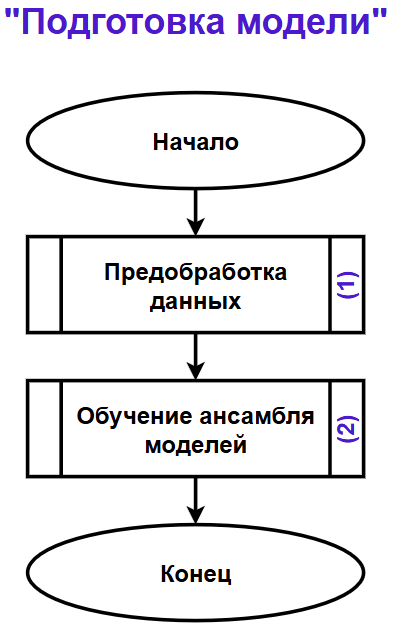 "Подготовка модели"
Начало
Предобработка
данных
(1)
Обучение ансамбля
моделей
(2)
Конец